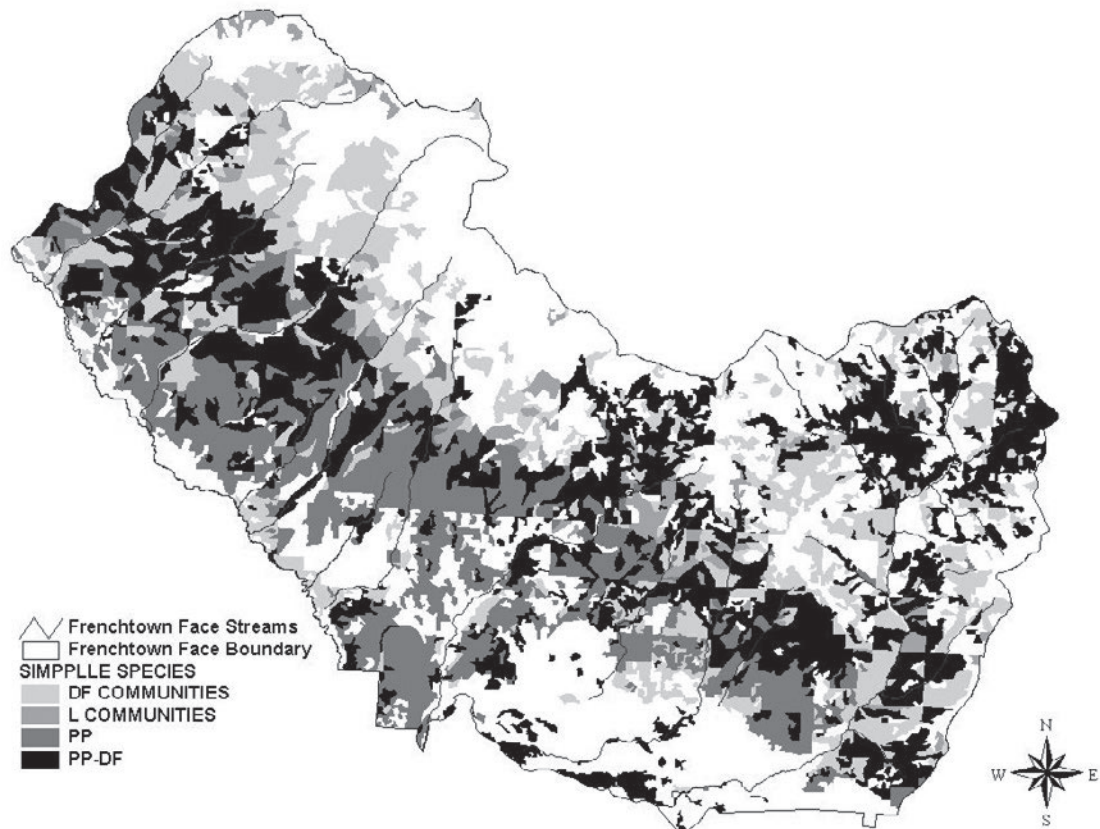 Frenchtown Face Streams
Frenchtown Face Boundary
SIMPPLLE SPECIES
DF COMMUNITIES
L COMMUNITIES
PP
PP-DF
N
W E
S